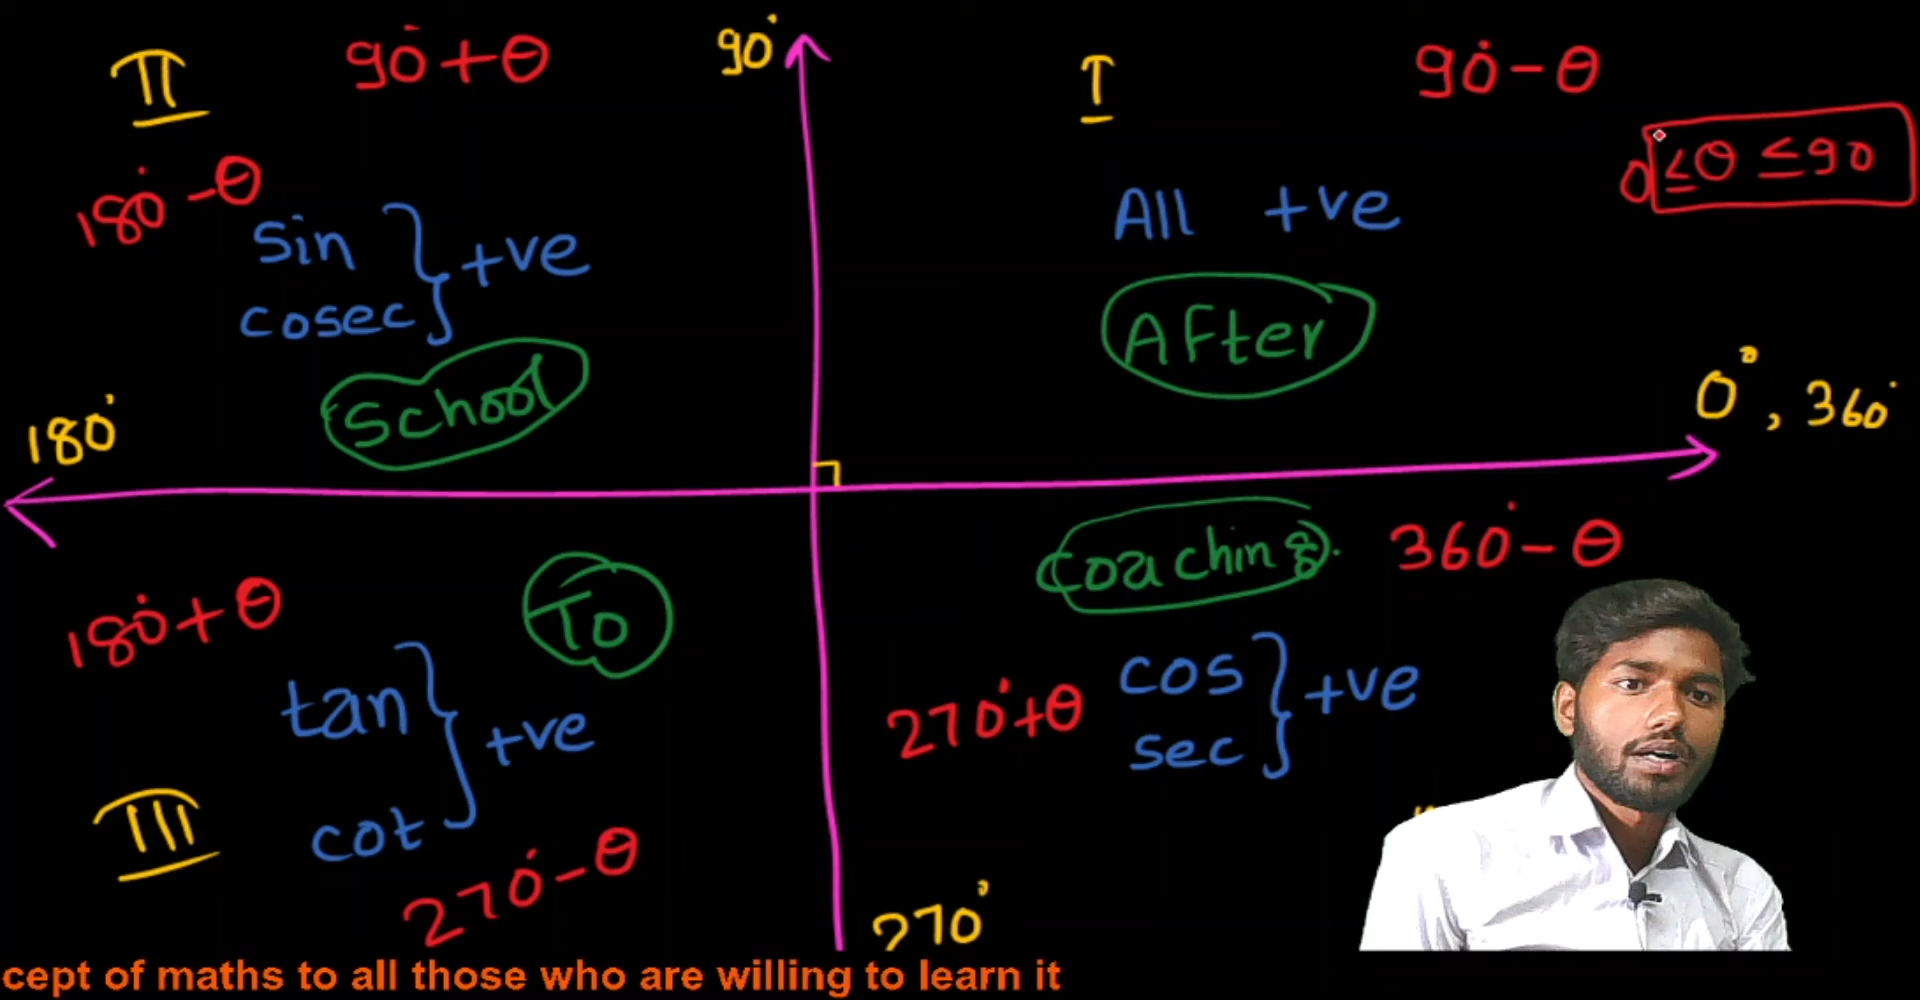 II
90°+θ
90°
I
90°-θ
0≤θ≤90
180°-θ
sin
cosec
+ve
School
All +ve
After
180°
0°, 360°
180°+θ
To
tan
cot
+ve
III
270°-θ
Coaching
360°-θ
270°+θ
cos
sec
+ve
270°
cept of maths to all those who are willing to learn it